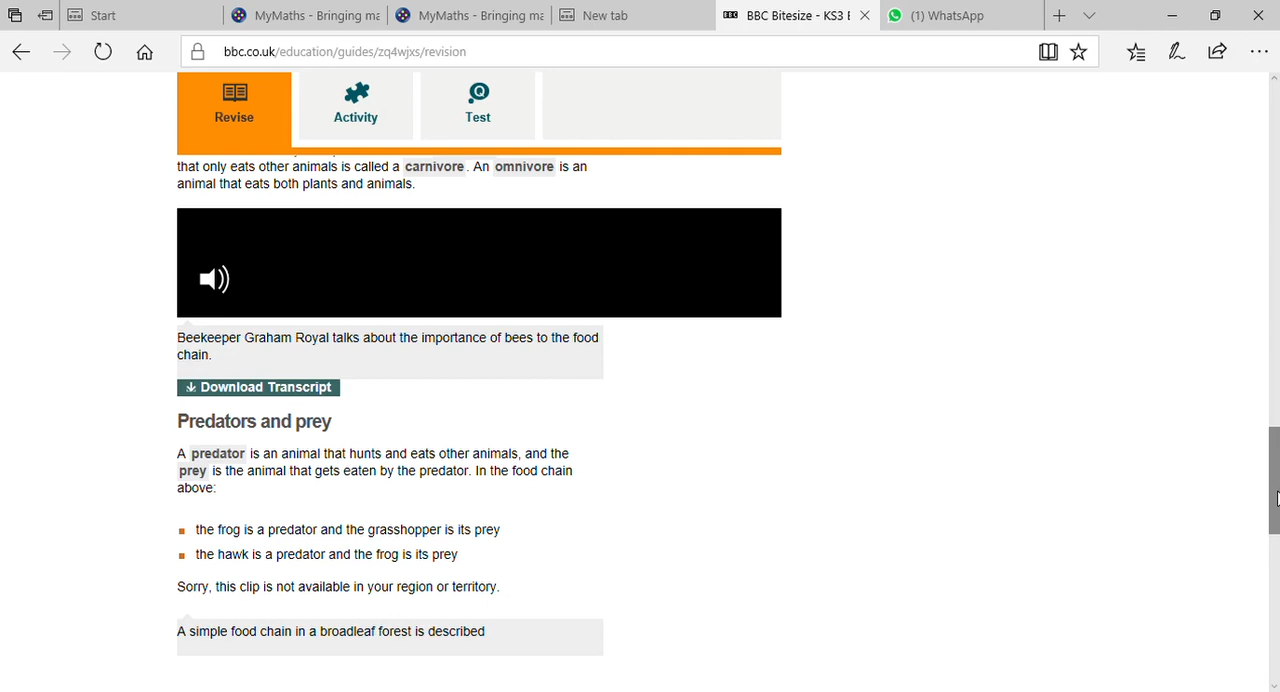 Start
MyMaths - Bringing ma
MyMaths - Bringing ma
New tab
BBC Bitesize - KS3 E
(1) WhatsApp
bbc.co.uk/education/guides/zq4wjxs/revision
Revise
Activity
Test
that only eats other animals is called a carnivore. An omnivore is an
animal that eats both plants and animals.
Beekeeper Graham Royal talks about the importance of bees to the food
chain.
Download Transcript
Predators and prey
A predator is an animal that hunts and eats other animals, and the
prey is the animal that gets eaten by the predator. In the food chain
above:
the frog is a predator and the grasshopper is its prey
the hawk is a predator and the frog is its prey
Sorry, this clip is not available in your region or territory.
A simple food chain in a broadleaf forest is described